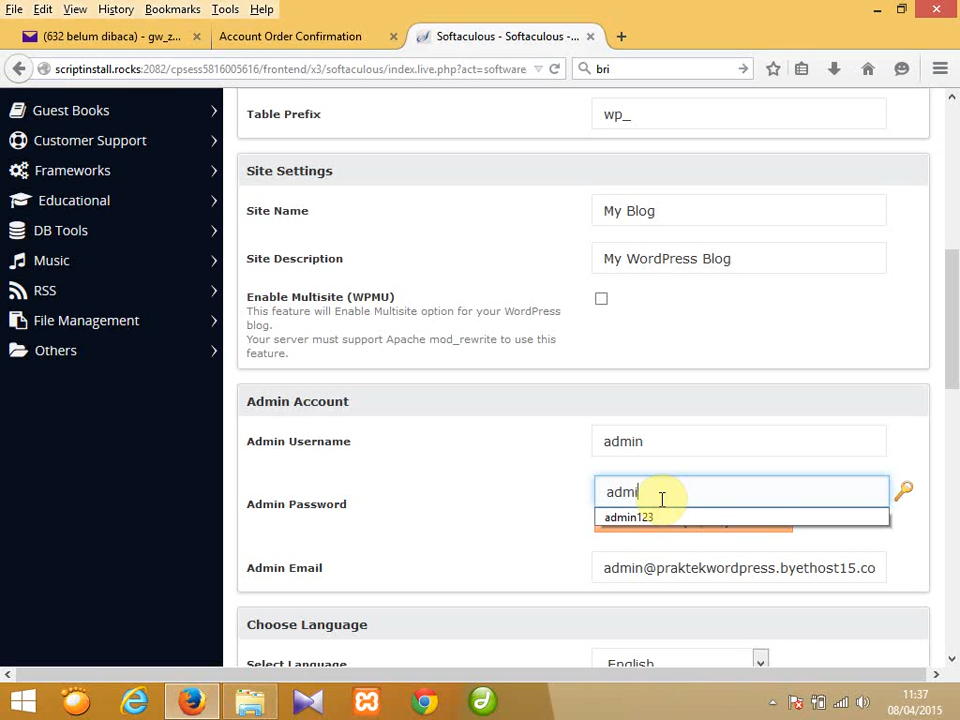 File Edit View History Bookmarks Tools Help
(632 belum dibaca) - gw_z...
Account Order Confirmation
Softaculous - Softaculous -...
scriptinstall.rocks:2082/cpsess5816005616/frontend/x3/softaculous/index.live.php?act=software
bri
Guest Books
Customer Support
Frameworks
Educational
DB Tools
Music
RSS
File Management
Others
Table Prefix
wp_
Site Settings
Site Name
My Blog
Site Description
My WordPress Blog
Enable Multisite (WPMU)
This feature will Enable Multisite option for your WordPress
blog.
Your server must support Apache mod_rewrite to use this
feature.
Admin Account
Admin Username
admin
Admin Password
admi
admin123
Admin Email
admin@praktekwordpress.byethost15.co
Choose Language
Select Language
English
11:37
08/04/2015